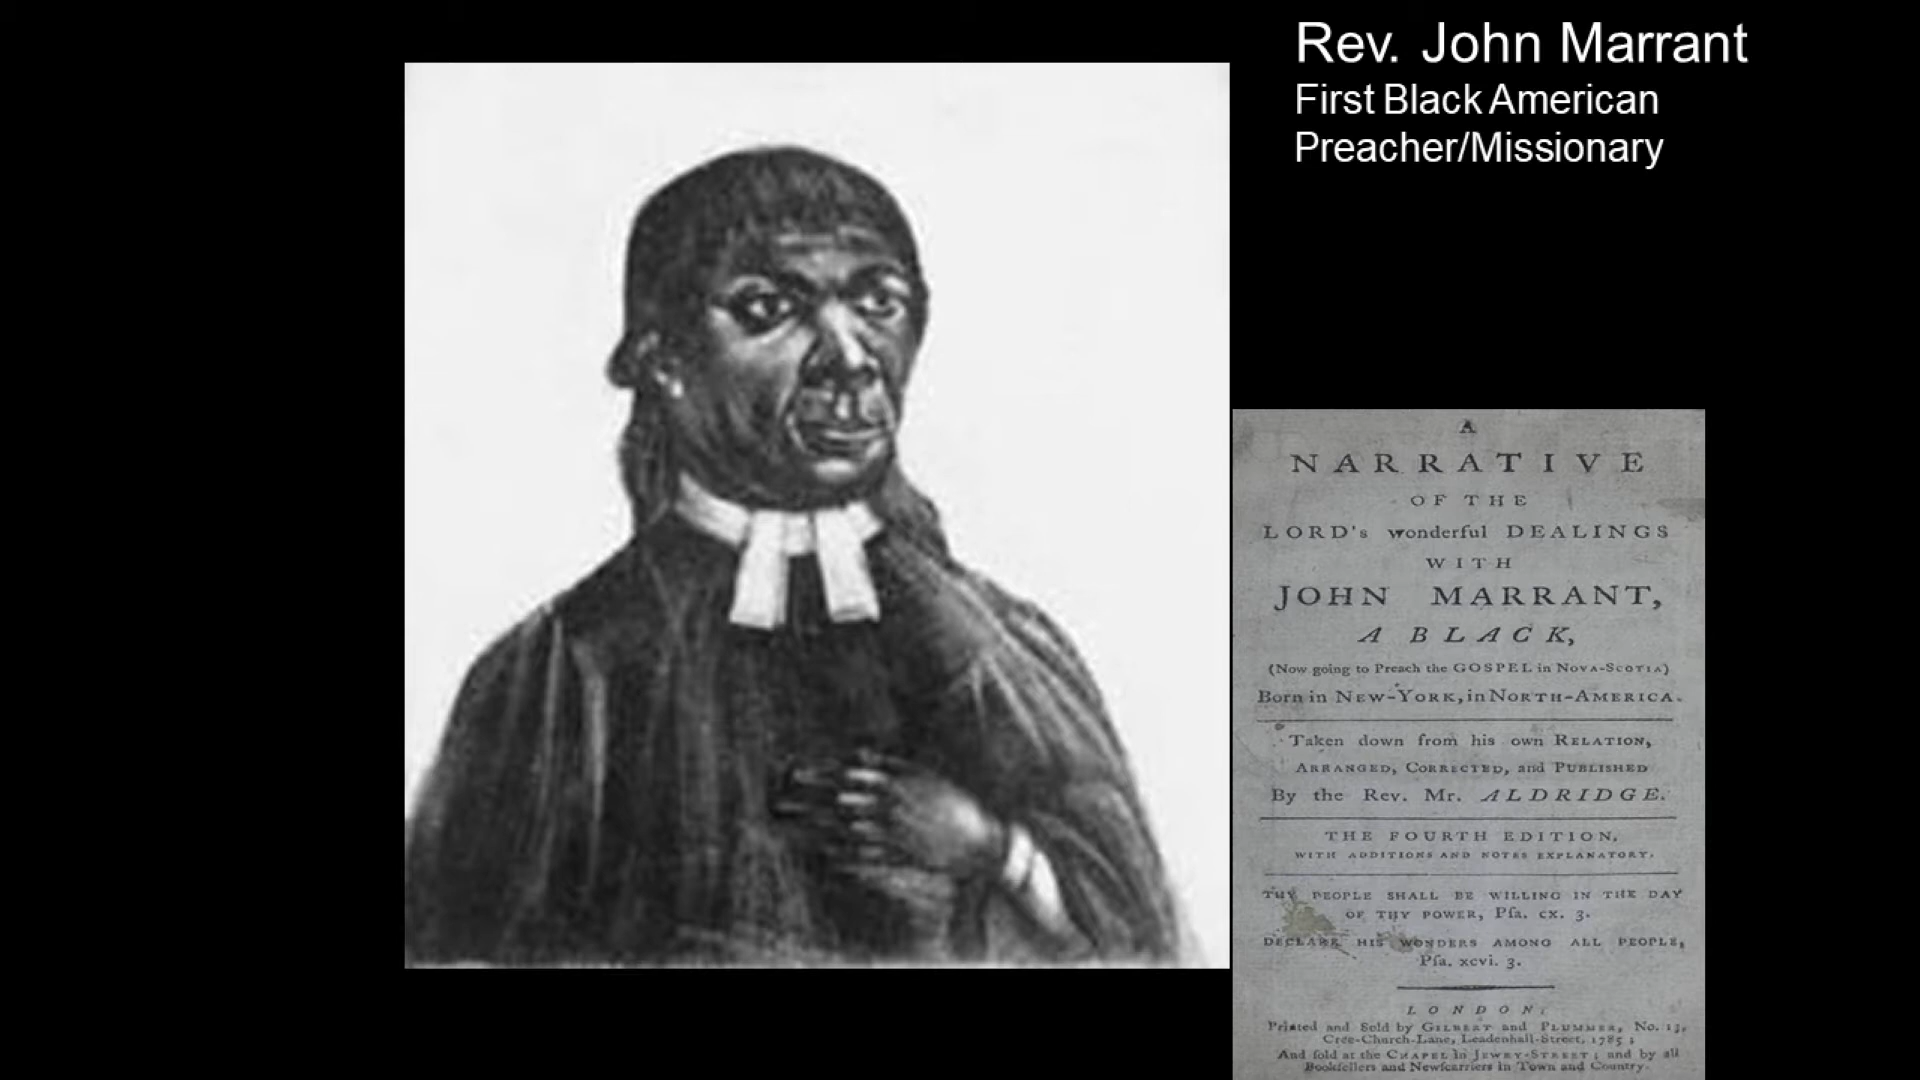 Rev. John Marrant
First Black American
Preacher/Missionary
A
NARRATIVE
OF THE
LORD's wonderful DEALINGS
WITH
JOHN MARRANT,
A BLACK,
(Now going to Preach the GOSPEL in NOVA-SCOTIA)
Born in NEW-YORK, in NORTH-AMERICA.
Taken down from his own RELATION,
ARRANGED, CORRECTED, and PUBLISHED
By the Rev. Mr. ALDRIDGE.
THE FOURTH EDITION,
WITH ADDITIONS AND NOTES EXPLANATORY.
THY PEOPLE SHALL BE WILLING IN THE DAY
OF THY POWER, Pſa. cx. 3.
DECLARE HIS WONDERS AMONG ALL PEOPLE,
Pſa. xcvi. 3.
LONDON:
Printed and Sold by GILBERT and PLUMMER, No. 13,
Cree-Church-Lane, Leadenhall-Street, 1785;
And ſold at the CHAPEL in JEWRY-STREET; and by all
Bookſellers and Newſcarriers in Town and Country.